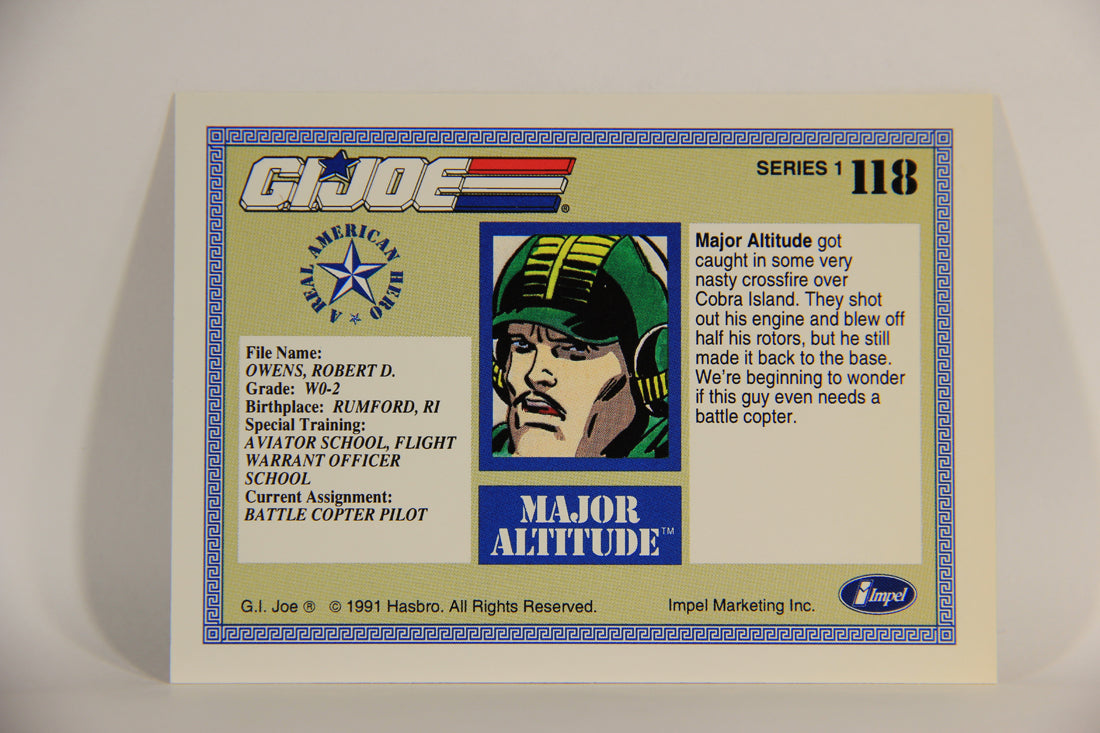 G.I. JOE ®
SERIES 1 118
A REAL AMERICAN HERO
File Name:
OWENS, ROBERT D.
Grade: W0-2
Birthplace: RUMFORD, RI
Special Training:
AVIATOR SCHOOL, FLIGHT
WARRANT OFFICER
SCHOOL
Current Assignment:
BATTLE COPTER PILOT
MAJOR
ALTITUDE™
Major Altitude got
caught in some very
nasty crossfire over
Cobra Island. They shot
out his engine and blew off
half his rotors, but he still
made it back to the base.
We're beginning to wonder
if this guy even needs a
battle copter.
G.I. Joe ® © 1991 Hasbro. All Rights Reserved.
Impel Marketing Inc.
Impel